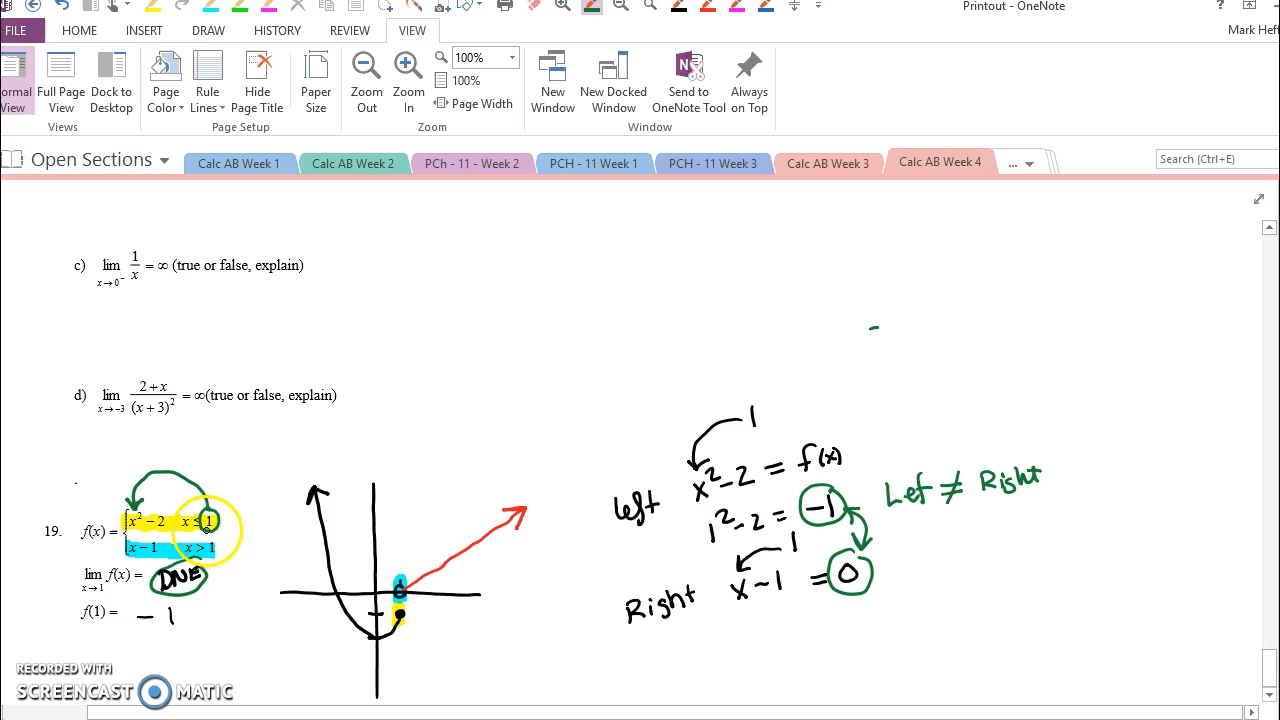 Printout - OneNote
?
FILE HOME INSERT DRAW HISTORY REVIEW VIEW
Mark Hef
ormal View
Full Page View
Dock to Desktop
Page Color
Rule Lines
Hide Page Title
Paper Size
Zoom Out
Zoom In
100%
100%
Page Width
New Window
New Docked Window
Send to OneNote Tool
Always on Top
Views Page Setup Zoom Window
Open Sections Calc AB Week 1 Calc AB Week 2 PCh - 11 - Week 2 PCH - 11 Week 1 PCH - 11 Week 3 Calc AB Week 3 Calc AB Week 4 ... Search (Ctrl+E)
c) lim x→0⁻ 1/x = ∞ (true or false, explain)
d) lim x→-3 (2+x)/(x+3)² = ∞(true or false, explain)
19. f(x) = { x² − 2 x ≤ 1
x − 1 x > 1
lim x→1 f(x) = DNE
f(1) = − 1
1
left x² − 2 = f(x)
1² − 2 = −1
1
Right x − 1 = 0
Lef ≠ Right
RECORDED WITH
SCREENCAST MATIC